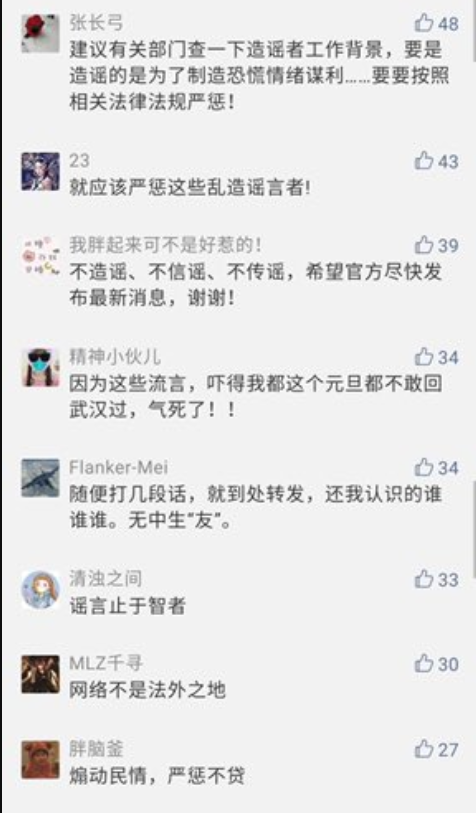 张长弓 48
建议有关部门查一下造谣者工作背景，要是
造谣的是为了制造恐慌情绪谋利……要要按照
相关法律法规严惩！
23 43
就应该严惩这些乱造谣言者！
我胖起来可不是好惹的！ 39
不造谣、不信谣、不传谣，希望官方尽快发
布最新消息，谢谢！
精神小伙儿 34
因为这些流言，吓得我都这个元旦都不敢回
武汉过，气死了！！
Flanker-Mei 34
随便打几段话，就到处转发，还我认识的谁
谁谁。无中生“友”。
清浊之间 33
谣言止于智者
MLZ千寻 30
网络不是法外之地
胖脑釜 27
煽动民情，严惩不贷